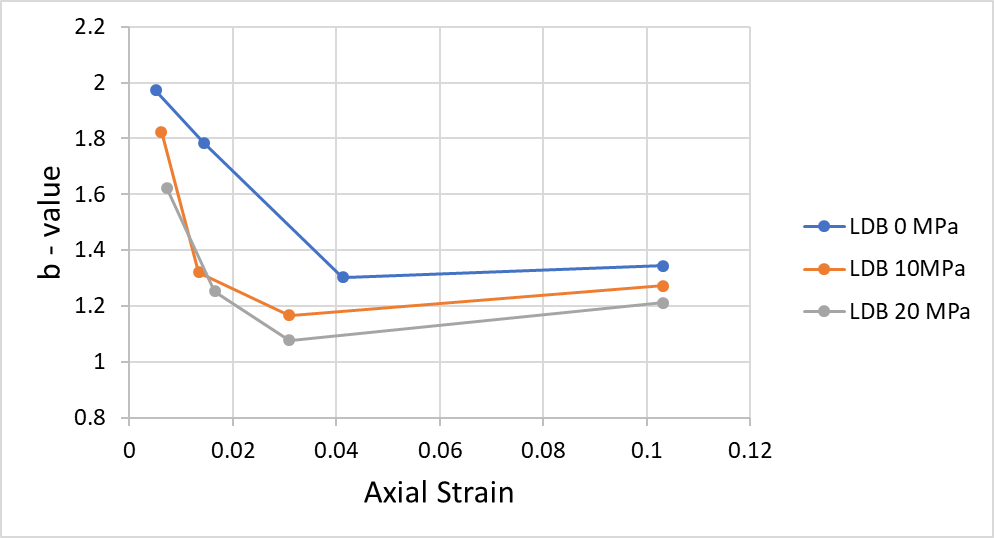 2.2
2
1.8
1.6
1.4
1.2
1
0.8
b - value
0 0.02 0.04 0.06 0.08 0.1 0.12
Axial Strain
LDB 0 MPa
LDB 10MPa
LDB 20 MPa